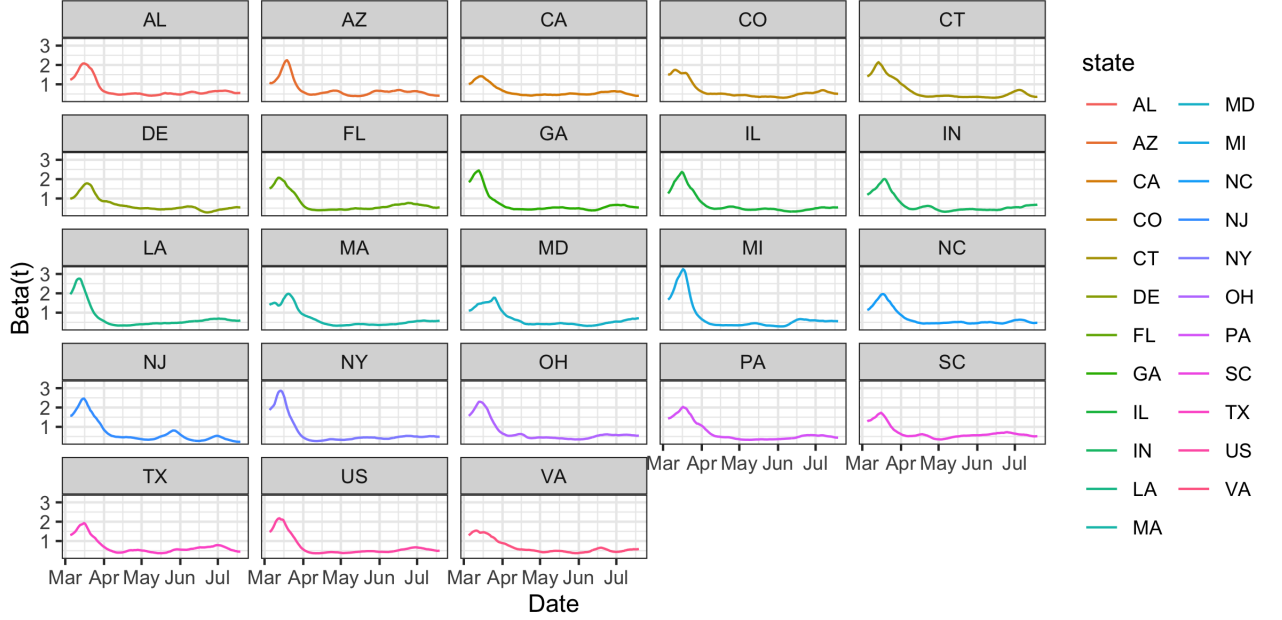 AL AZ CA CO CT
3
2
1
DE FL GA IL IN
3
2
1
LA MA MD MI NC
3
2
1
NJ NY OH PA SC
3
2
1
Mar Apr May Jun Jul Mar Apr May Jun Jul
TX US VA
3
2
1
Mar Apr May Jun Jul Mar Apr May Jun Jul Mar Apr May Jun Jul
Date
Beta(t)
state
AL MD
AZ MI
CA NC
CO NJ
CT NY
DE OH
FL PA
GA SC
IL TX
IN US
LA VA
MA